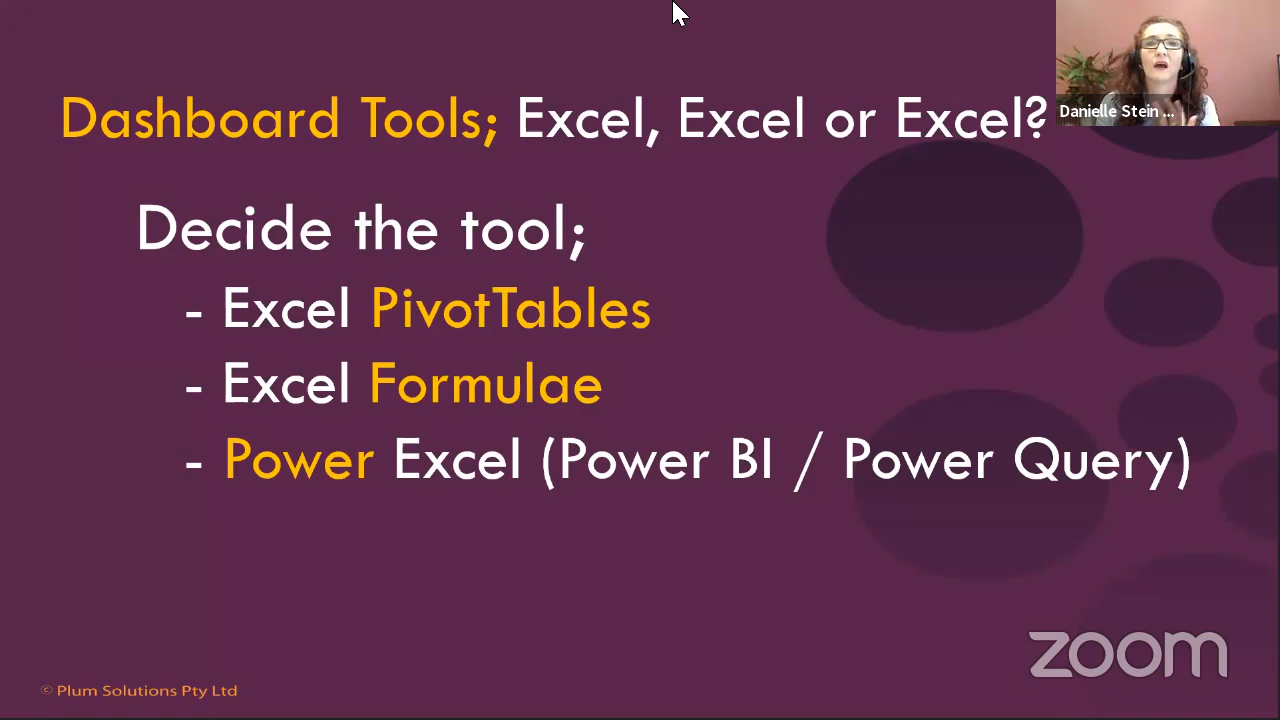 Dashboard Tools; Excel, Excel or Excel?
Danielle Stein ...
Decide the tool;
- Excel PivotTables
- Excel Formulae
- Power Excel (Power BI / Power Query)
zoom
© Plum Solutions Pty Ltd